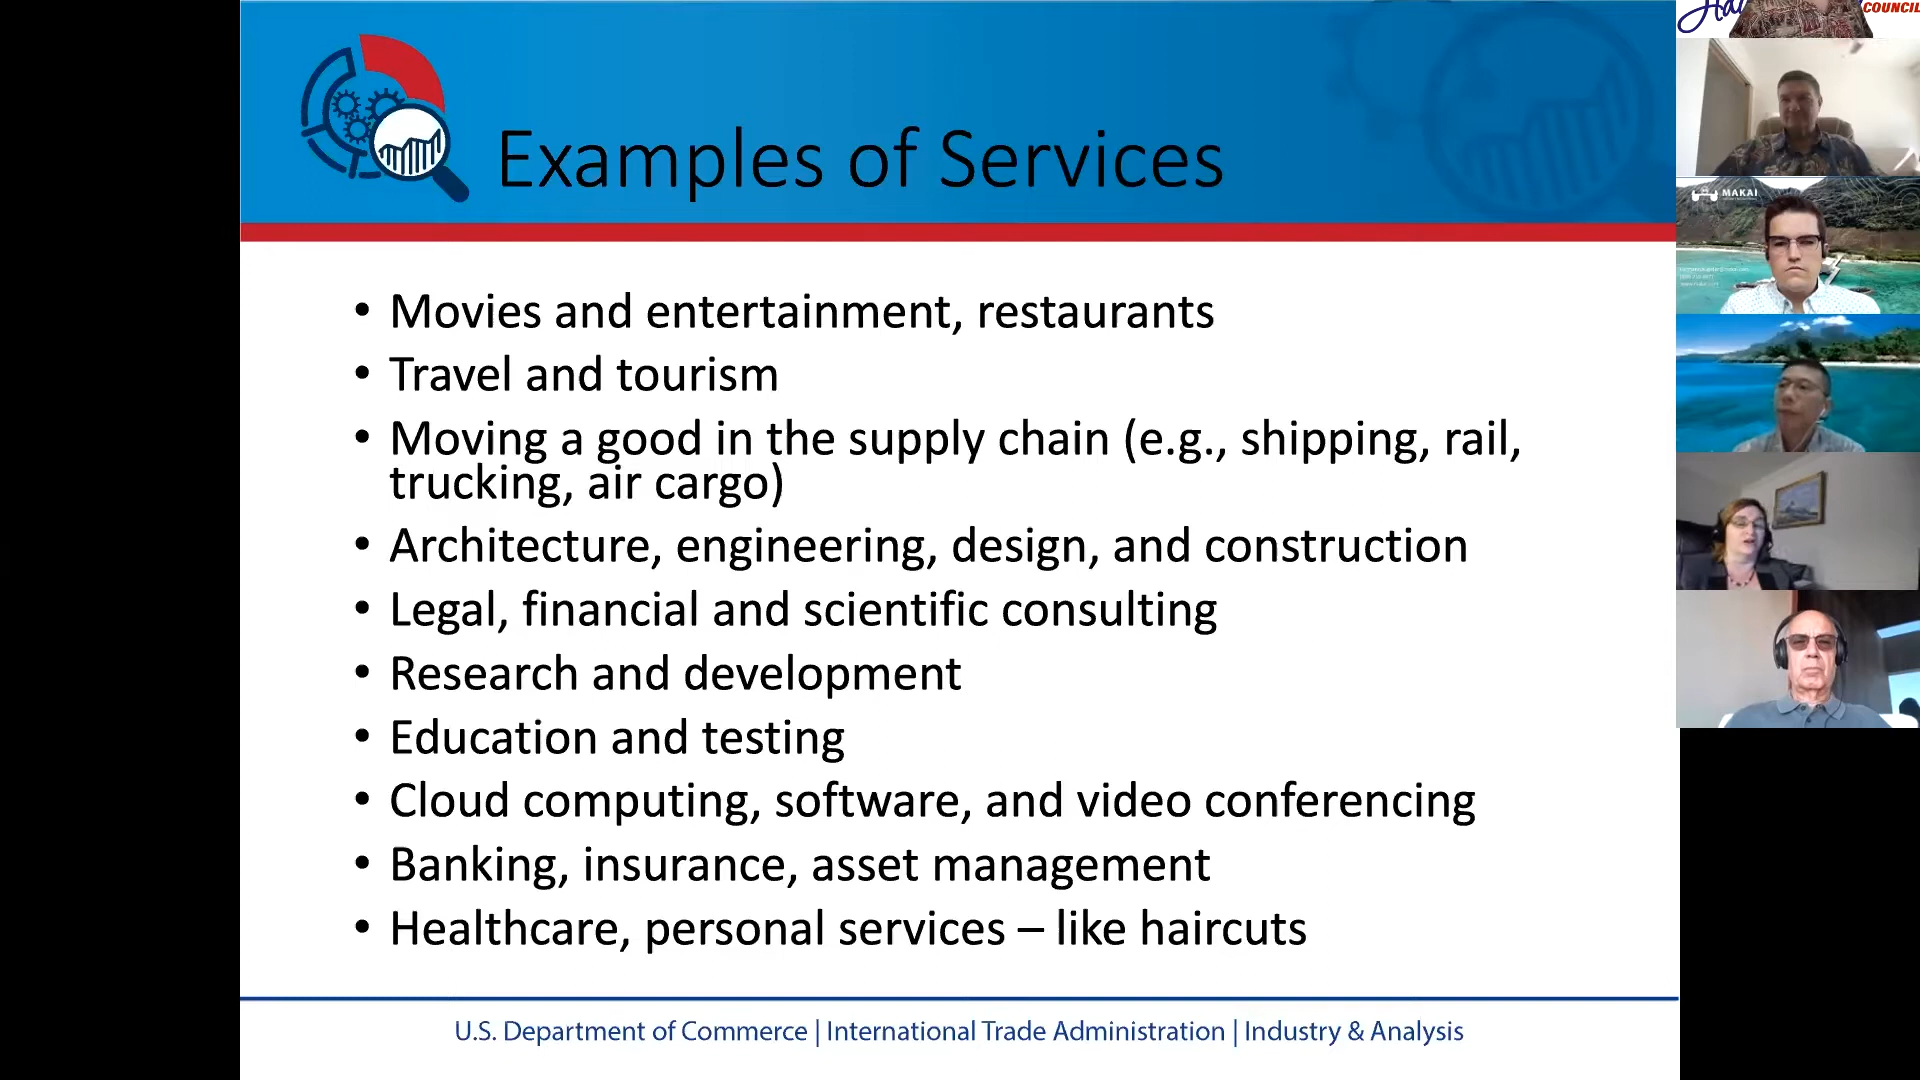 Examples of Services
• Movies and entertainment, restaurants
• Travel and tourism
• Moving a good in the supply chain (e.g., shipping, rail,
trucking, air cargo)
• Architecture, engineering, design, and construction
• Legal, financial and scientific consulting
• Research and development
• Education and testing
• Cloud computing, software, and video conferencing
• Banking, insurance, asset management
• Healthcare, personal services – like haircuts
U.S. Department of Commerce | International Trade Administration | Industry & Analysis
COUNCIL
MAKAI